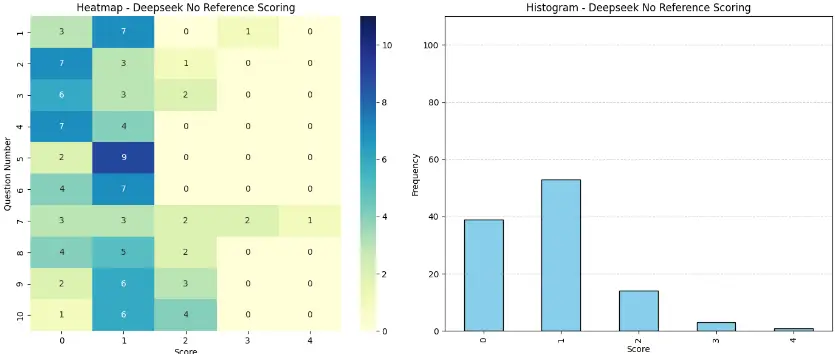 Heatmap - Deepseek No Reference Scoring
1 3 7 0 1 0
2 7 3 1 0 0
3 6 3 2 0 0
4 7 4 0 0 0
5 2 9 0 0 0
6 4 7 0 0 0
7 3 3 2 2 1
8 4 5 2 0 0
9 2 6 3 0 0
10 1 6 4 0 0
0 1 2 3 4
Score
Question Number
10
8
6
4
2
0
Histogram - Deepseek No Reference Scoring
100
80
60
40
20
0
Frequency
0 1 2 3 4
Score